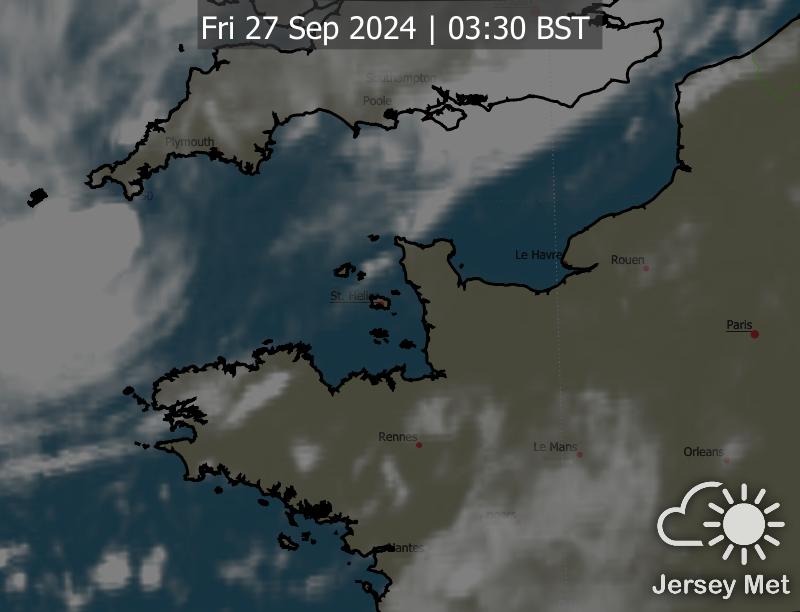 Fri 27 Sep 2024 | 03:30 BST
Southampton
Poole
Plymouth
Le Havre
Rouen
St. Helier
Paris
Rennes
Le Mans
Orleans
Nantes
Jersey Met